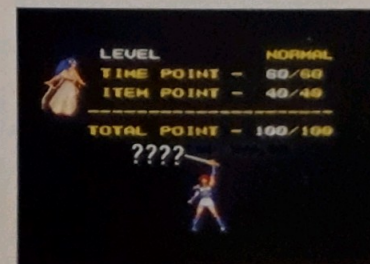 LEVEL NORMAL
TIME POINT - 60/60
ITEM POINT - 40/40
TOTAL POINT - 100/100
????